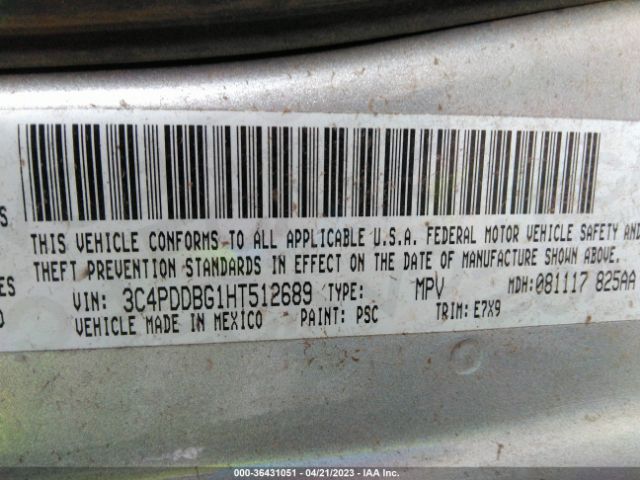 S
THIS VEHICLE CONFORMS TO ALL APPLICABLE U.S.A. FEDERAL MOTOR VEHICLE SAFETY AND
THEFT PREVENTION STANDARDS IN EFFECT ON THE DATE OF MANUFACTURE SHOWN ABOVE.
ES
VIN: 3C4PDDBG1HT512689 TYPE: MPV MDH:081117 825AA
D
VEHICLE MADE IN MEXICO PAINT: PSC TRIM: E7X9
000-36431051 - 04/21/2023 - IAA Inc.